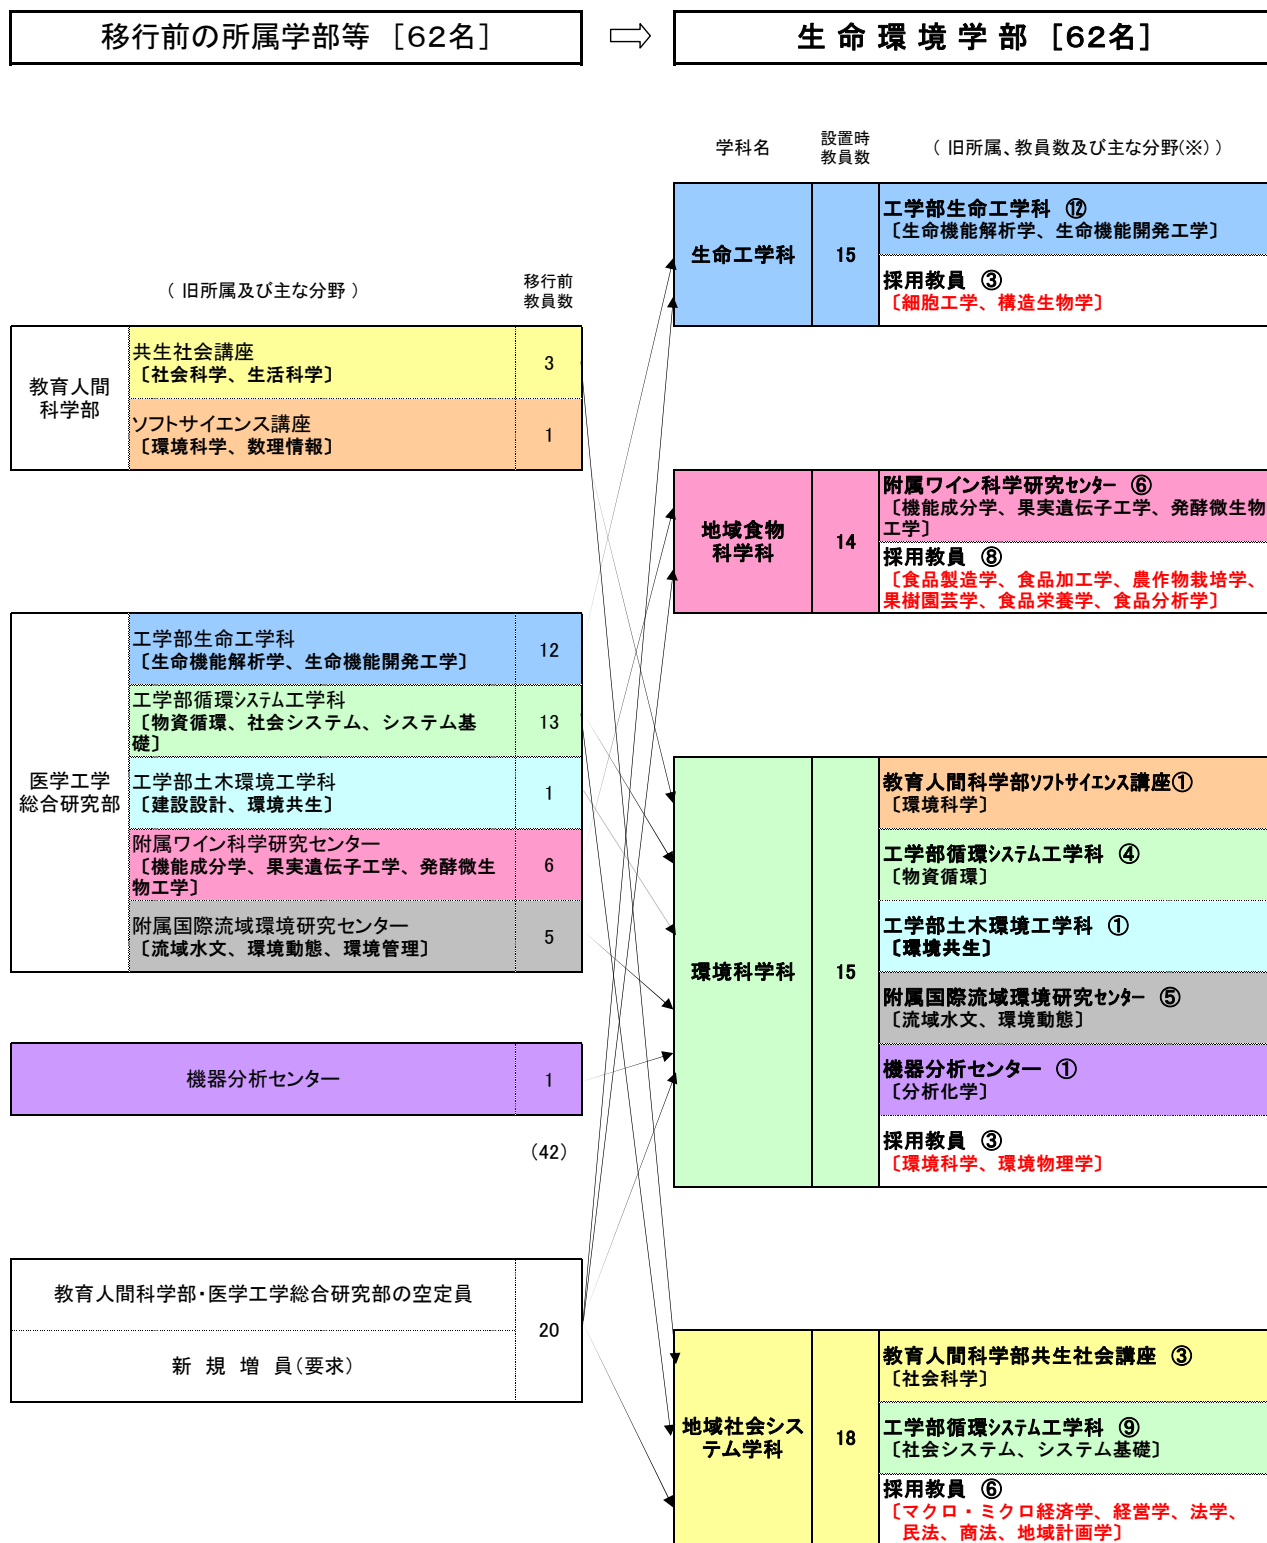 移行前の所属学部等 [62名]
⇨
生命環境学部 [62名]
学科名
設置時
教員数
( 旧所属、教員数及び主な分野(※) )
( 旧所属及び主な分野 )
移行前
教員数
教育人間
科学部
共生社会講座
〔社会科学、生活科学〕
3
ソフトサイエンス講座
〔環境科学、数理情報〕
1
医学工学
総合研究部
工学部生命工学科
〔生命機能解析学、生命機能開発工学〕
12
工学部循環システム工学科
〔物資循環、社会システム、システム基
礎〕
13
工学部土木環境工学科
〔建設設計、環境共生〕
1
附属ワイン科学研究センター
〔機能成分学、果実遺伝子工学、発酵微生
物工学〕
6
附属国際流域環境研究センター
〔流域水文、環境動態、環境管理〕
5
機器分析センター
1
(42)
教育人間科学部・医学工学総合研究部の空定員
新 規 増 員(要求)
20
生命工学科
15
工学部生命工学科 ⑫
〔生命機能解析学、生命機能開発工学〕
採用教員 ③
〔細胞工学、構造生物学〕
地域食物
科学科
14
附属ワイン科学研究センター ⑥
〔機能成分学、果実遺伝子工学、発酵微生物
工学〕
採用教員 ⑧
〔食品製造学、食品加工学、農作物栽培学、
果樹園芸学、食品栄養学、食品分析学〕
環境科学科
15
教育人間科学部ソフトサイエンス講座①
〔環境科学〕
工学部循環システム工学科 ④
〔物資循環〕
工学部土木環境工学科 ①
〔環境共生〕
附属国際流域環境研究センター ⑤
〔流域水文、環境動態〕
機器分析センター ①
〔分析化学〕
採用教員 ③
〔環境科学、環境物理学〕
地域社会シス
テム学科
18
教育人間科学部共生社会講座 ③
〔社会科学〕
工学部循環システム工学科 ⑨
〔社会システム、システム基礎〕
採用教員 ⑥
〔マクロ・ミクロ経済学、経営学、法学、
民法、商法、地域計画学〕